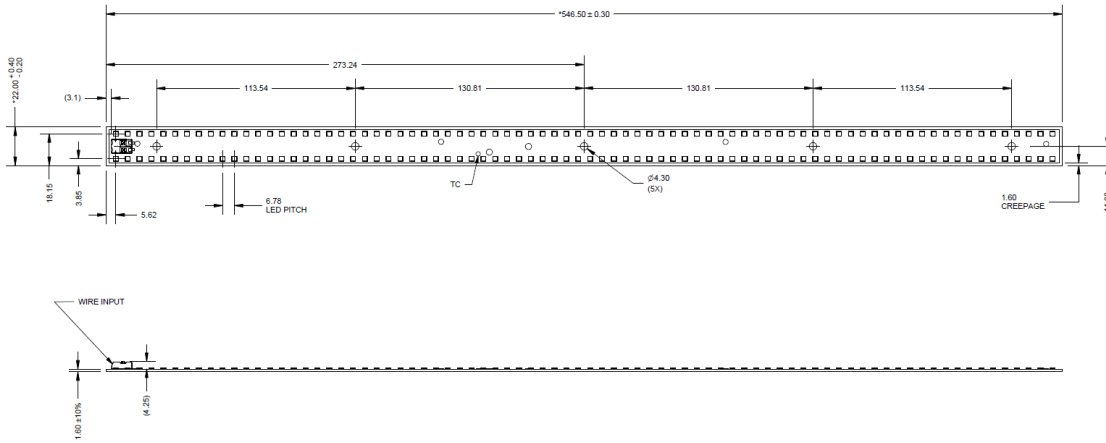 *546.50 ± 0.30
273.24
*22.00 + 0.40
- 0.20
(3.1)
113.54
130.81
130.81
113.54
18.15
3.85
5.62
6.78
LED PITCH
TC
Ø4.30
(5X)
1.60
CREEPAGE
WIRE INPUT
1.60 ±10%
(4.25)